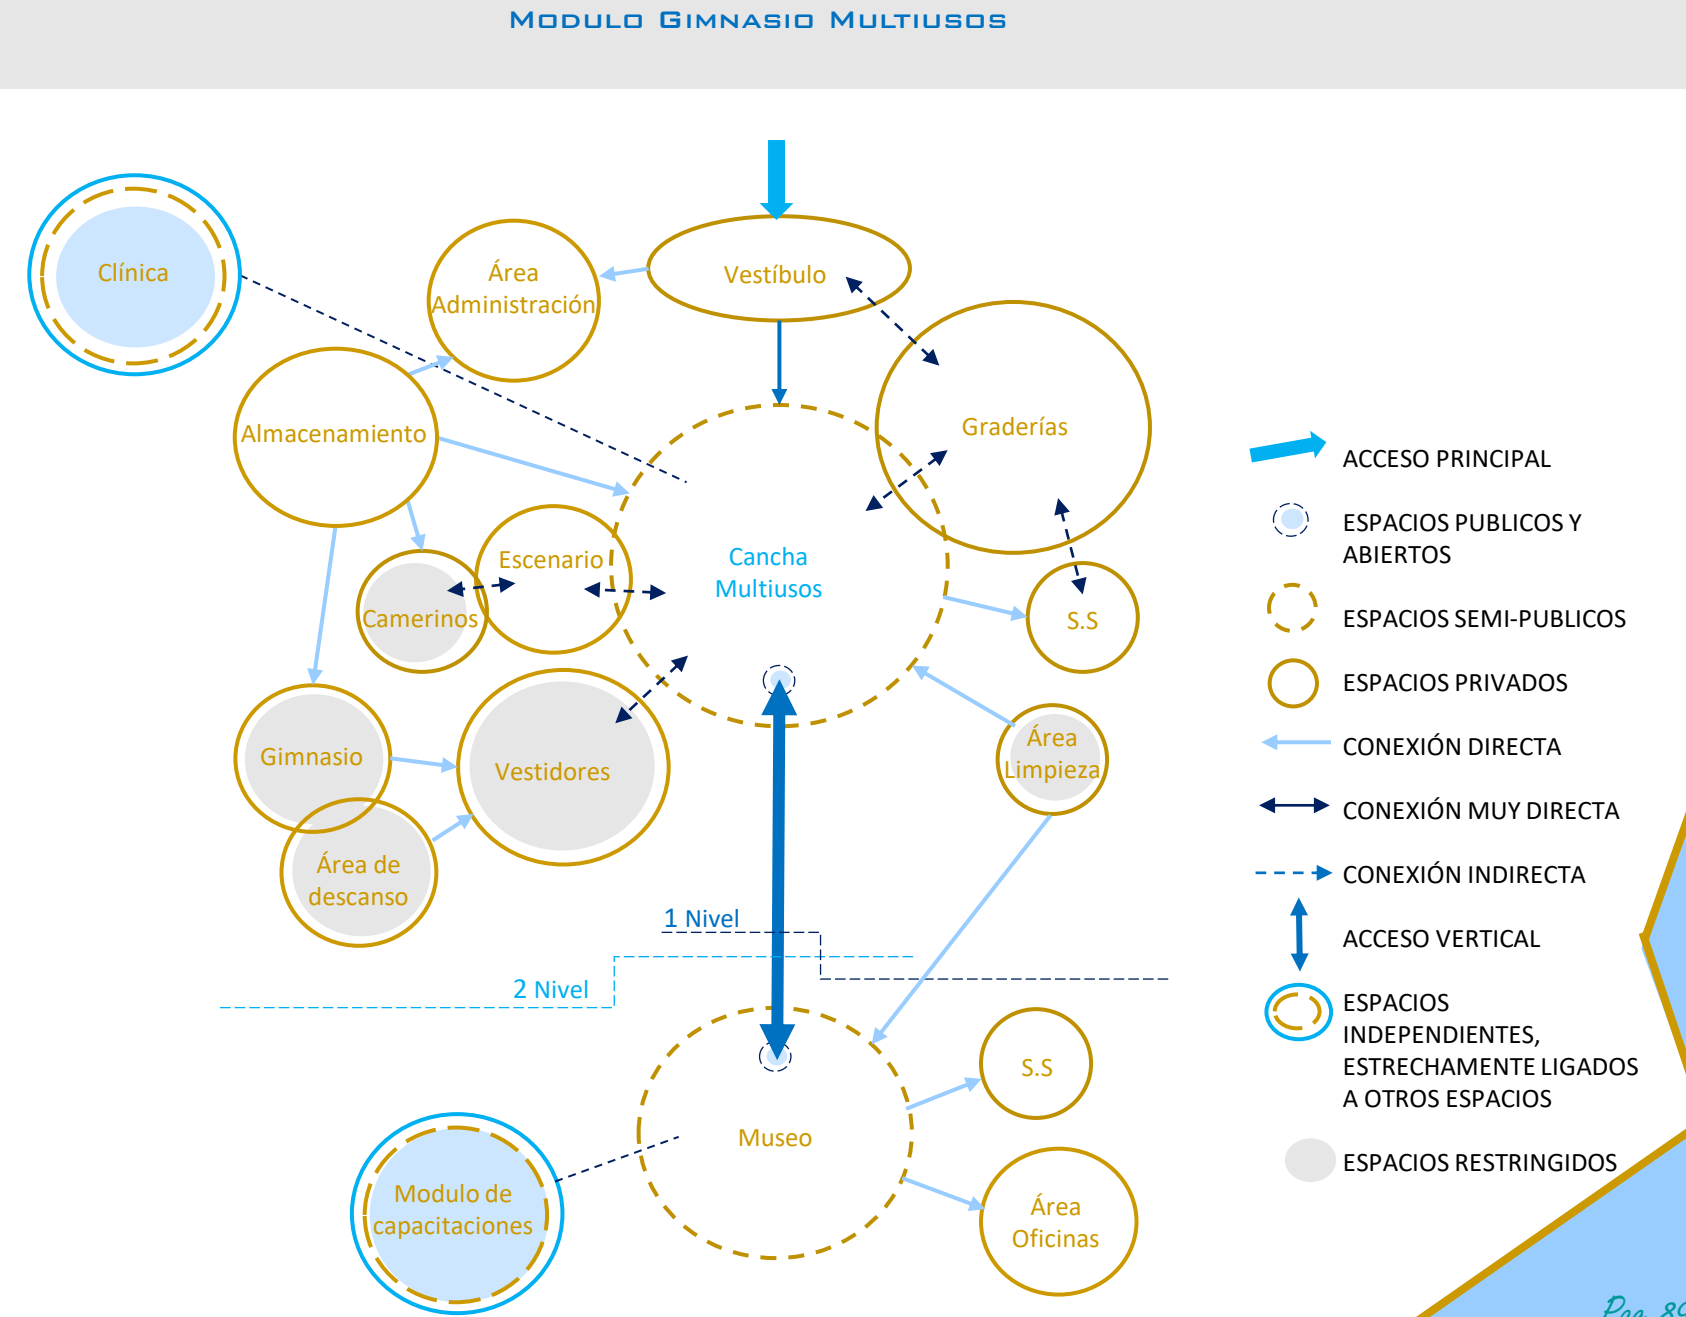 MODULO GIMNASIO MULTIUSOS
Clínica
Área
Administración
Vestíbulo
Almacenamiento
Graderías
Escenario
Cancha
Multiusos
Camerinos
S.S
Gimnasio
Vestidores
Área
Limpieza
Área de
descanso
1 Nivel
2 Nivel
S.S
Museo
Modulo de
capacitaciones
Área
Oficinas
ACCESO PRINCIPAL
ESPACIOS PUBLICOS Y
ABIERTOS
ESPACIOS SEMI-PUBLICOS
ESPACIOS PRIVADOS
CONEXIÓN DIRECTA
CONEXIÓN MUY DIRECTA
CONEXIÓN INDIRECTA
ACCESO VERTICAL
ESPACIOS
INDEPENDIENTES,
ESTRECHAMENTE LIGADOS
A OTROS ESPACIOS
ESPACIOS RESTRINGIDOS